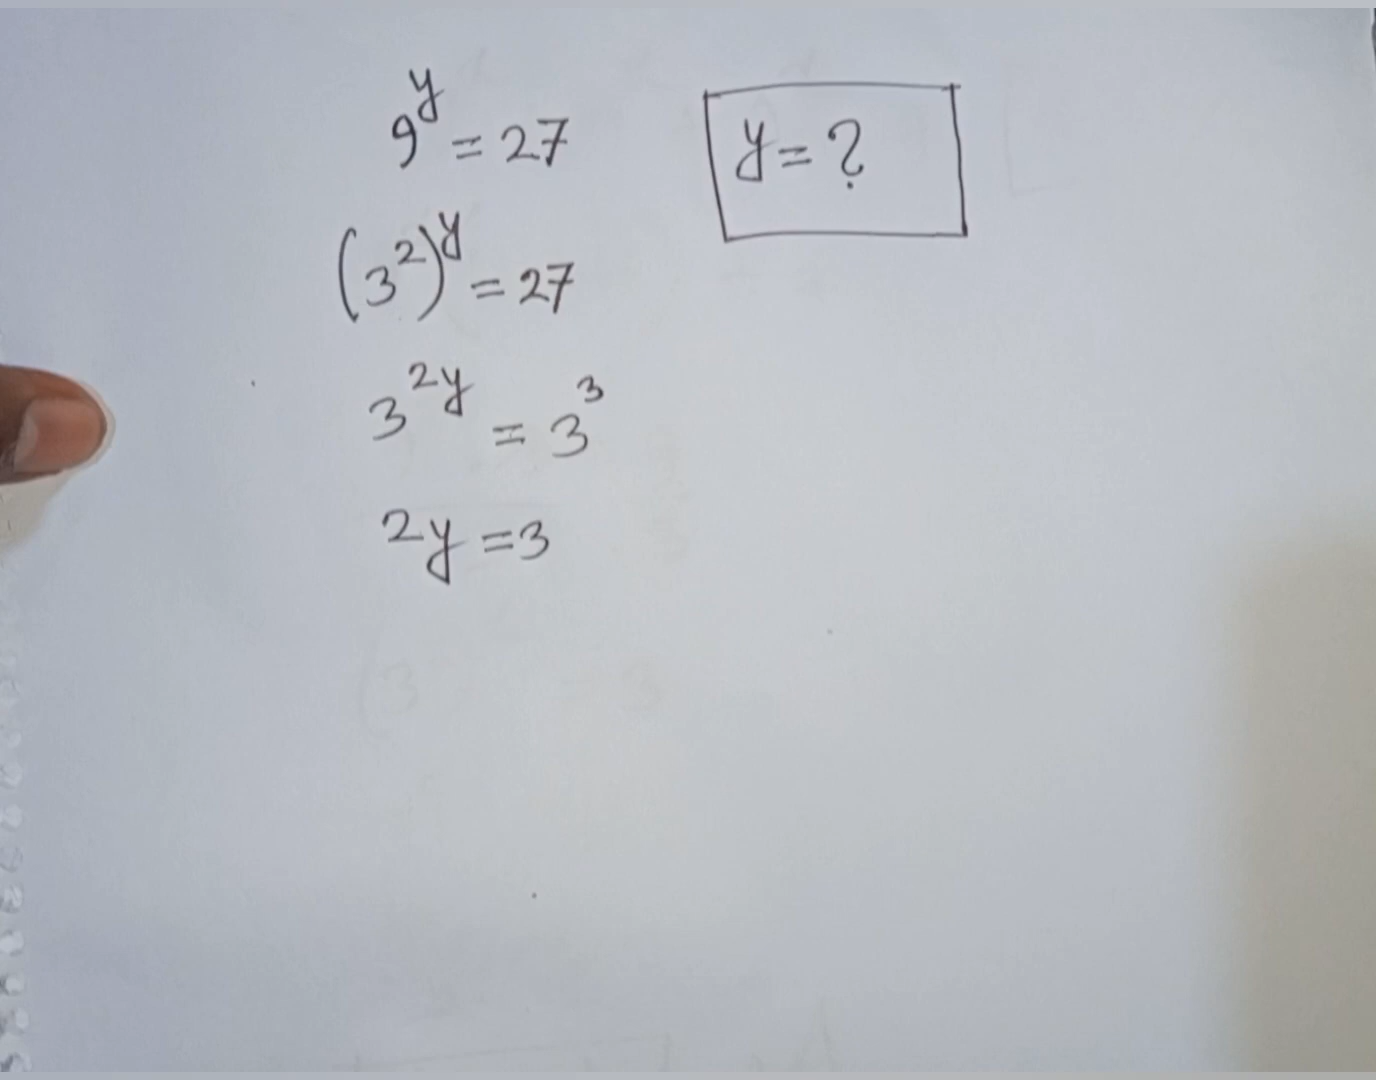 9^y = 27
y = ?
(3^2)^y = 27
3^2y = 3^3
2y = 3